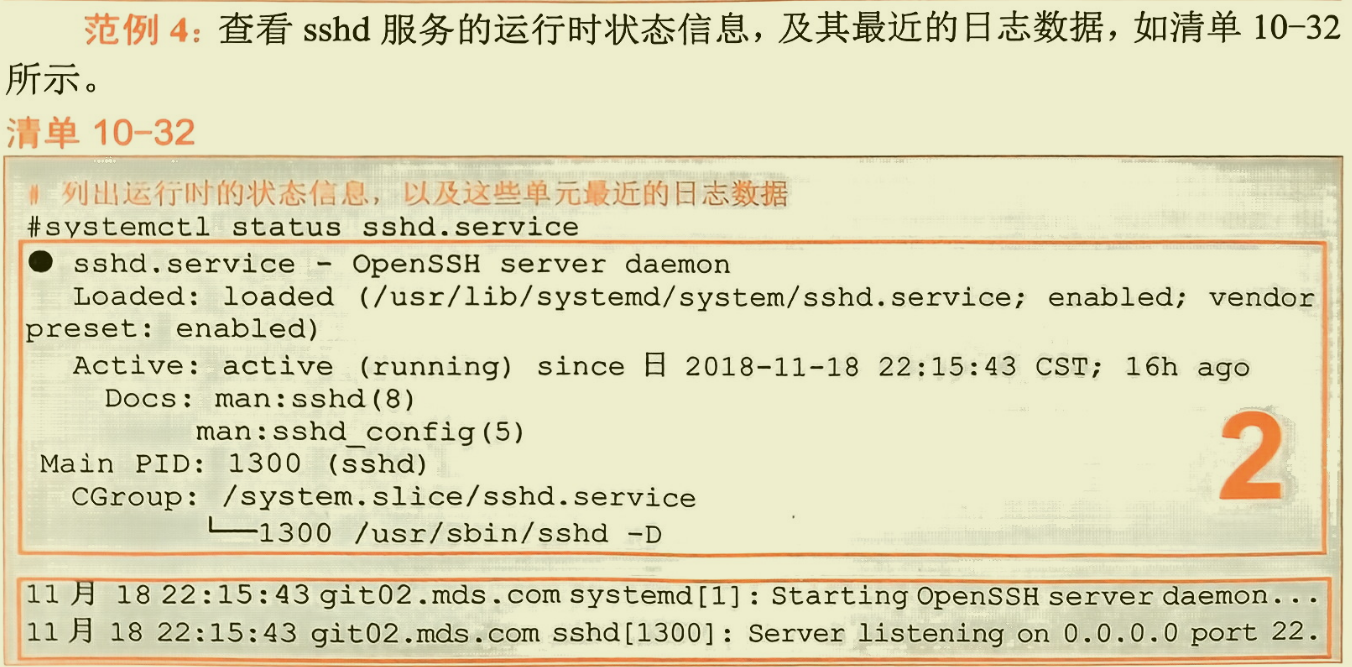 范例 4：查看 sshd 服务的运行时状态信息，及其最近的日志数据，如清单 10-32
所示。
清单 10-32
# 列出运行时的状态信息，以及这些单元最近的日志数据
#systemctl status sshd.service
● sshd.service - OpenSSH server daemon
Loaded: loaded (/usr/lib/systemd/system/sshd.service; enabled; vendor
preset: enabled)
Active: active (running) since 日 2018-11-18 22:15:43 CST; 16h ago
Docs: man:sshd(8)
man:sshd_config(5)
Main PID: 1300 (sshd)
CGroup: /system.slice/sshd.service
└─1300 /usr/sbin/sshd -D
2
11 月 18 22:15:43 git02.mds.com systemd[1]: Starting OpenSSH server daemon...
11 月 18 22:15:43 git02.mds.com sshd[1300]: Server listening on 0.0.0.0 port 22.